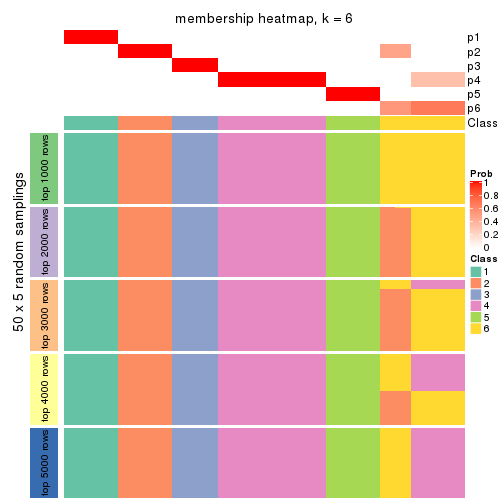 membership heatmap, k = 6
p1
p2
p3
p4
p5
p6
Class
50 x 5 random samplings
top 1000 rows
top 2000 rows
top 3000 rows
top 4000 rows
top 5000 rows
Prob
1
0.8
0.6
0.4
0.2
0
Class
1
2
3
4
5
6